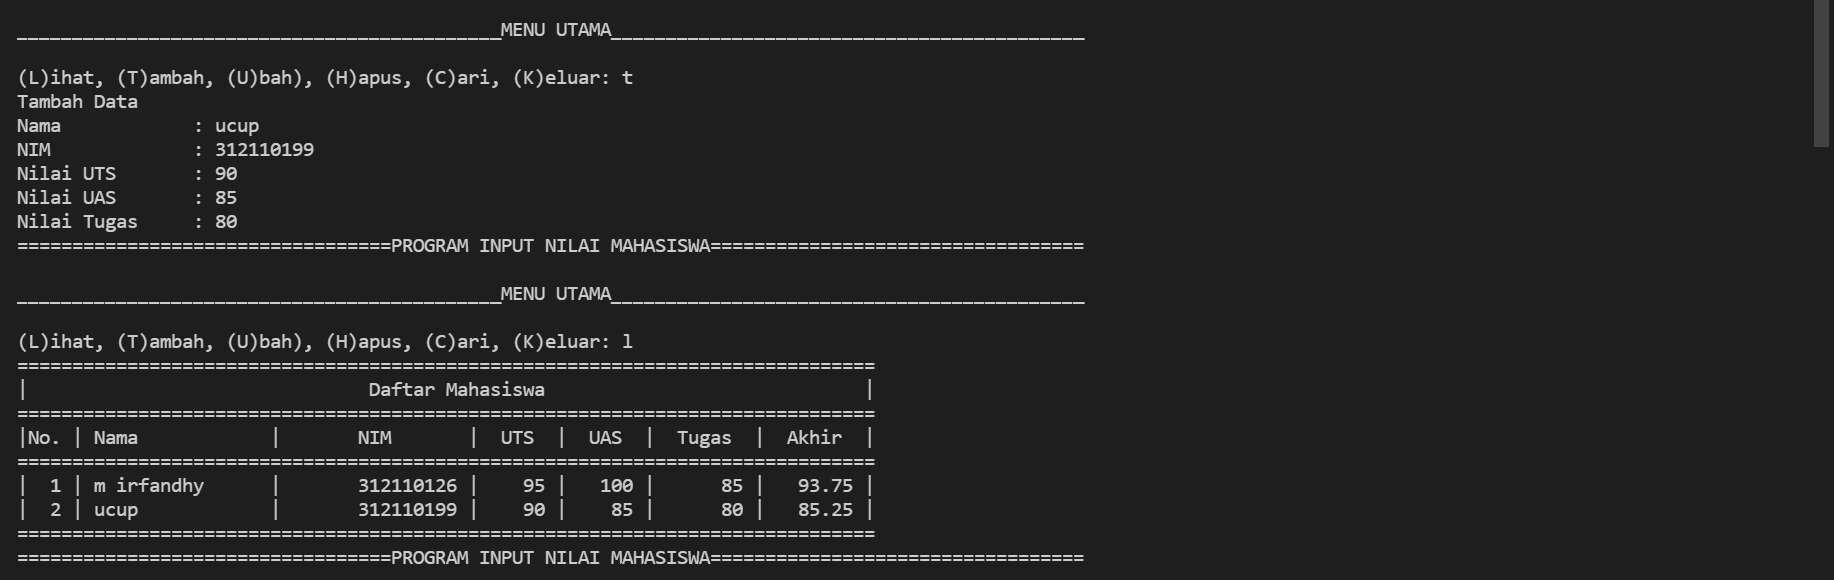 ____________________________________________MENU UTAMA___________________________________________
(L)ihat, (T)ambah, (U)bah), (H)apus, (C)ari, (K)eluar: t
Tambah Data
Nama            : ucup
NIM             : 312110199
Nilai UTS       : 90
Nilai UAS       : 85
Nilai Tugas     : 80
==================================PROGRAM INPUT NILAI MAHASISWA==================================
____________________________________________MENU UTAMA___________________________________________
(L)ihat, (T)ambah, (U)bah), (H)apus, (C)ari, (K)eluar: l
==============================================================================
|                               Daftar Mahasiswa                             |
==============================================================================
|No. | Nama            |       NIM       |  UTS  |  UAS  |  Tugas  |  Akhir  |
==============================================================================
|  1 | m irfandhy      |       312110126 |    95 |   100 |      85 |   93.75 |
|  2 | ucup            |       312110199 |    90 |    85 |      80 |   85.25 |
==============================================================================
==================================PROGRAM INPUT NILAI MAHASISWA==================================